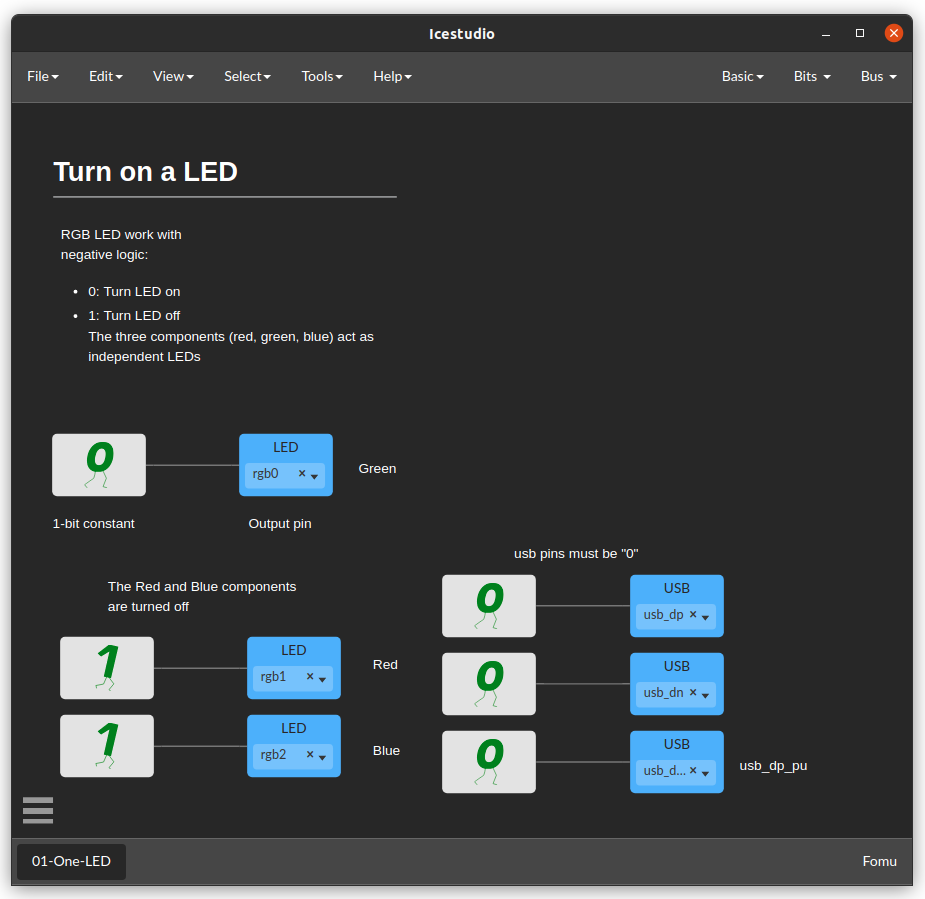 Icestudio
File Edit View Select Tools Help Basic Bits Bus
Turn on a LED
RGB LED work with
negative logic:
• 0: Turn LED on
• 1: Turn LED off
The three components (red, green, blue) act as
independent LEDs
0
LED
rgb0
Green
1-bit constant
Output pin
The Red and Blue components
are turned off
1
LED
rgb1
Red
1
LED
rgb2
Blue
usb pins must be "0"
0
USB
usb_dp
0
USB
usb_dn
0
USB
usb_d...
usb_dp_pu
01-One-LED
Fomu